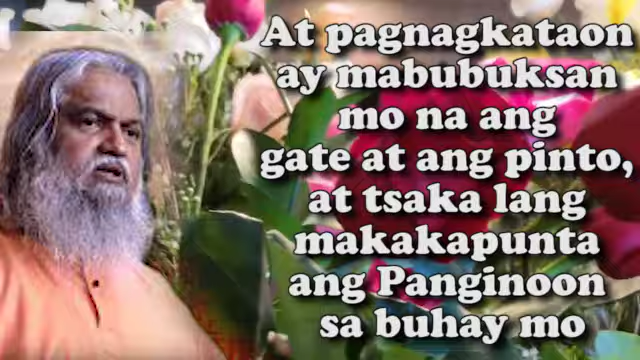 At pagnagkataon
ay mabubuksan
mo na ang
gate at ang pinto,
at tsaka lang
makakapunta
ang Panginoon
sa buhay mo